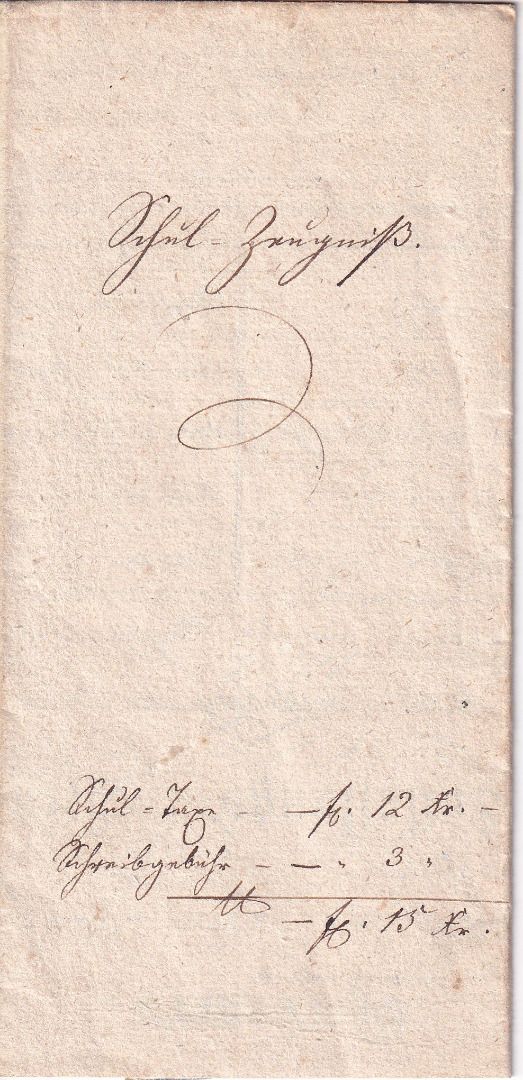 Schul-Zeugniß.
Schul-Taxe - — fl. 12 Kr. -
Schreibgebühr - — " 3 "
— fl. 15 Kr.